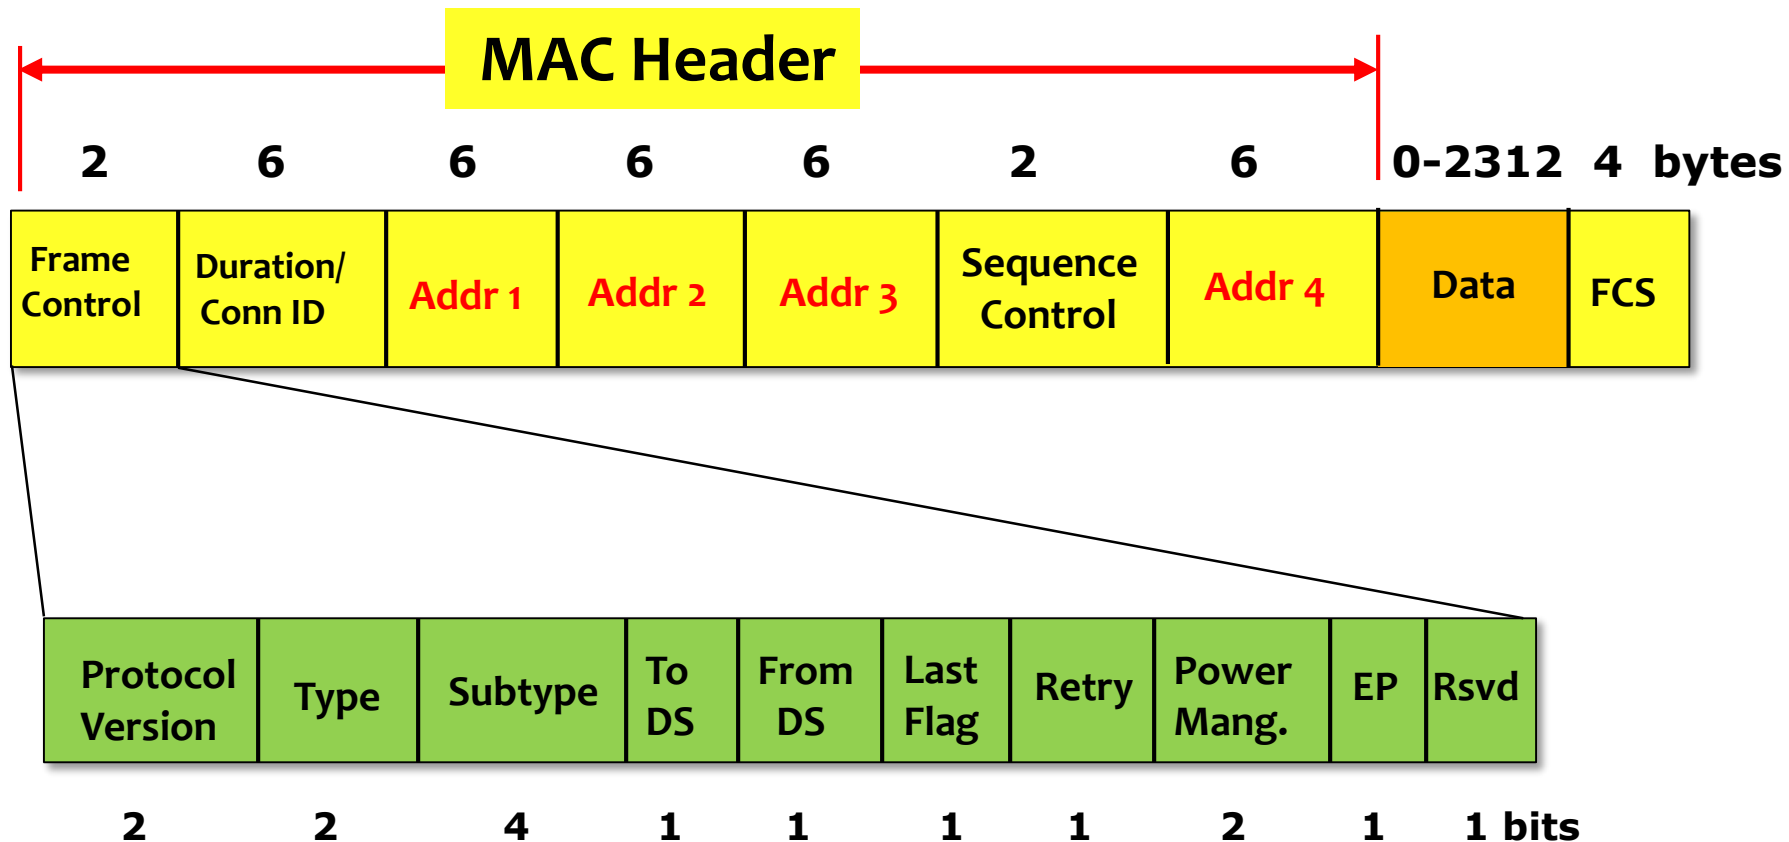 MAC Header
2 6 6 6 6 2 6 0-2312 4 bytes
Frame Control
Duration/ Conn ID
Addr 1
Addr 2
Addr 3
Sequence Control
Addr 4
Data
FCS
Protocol Version
Type
Subtype
To DS
From DS
Last Flag
Retry
Power Mang.
EP
Rsvd
2 2 4 1 1 1 1 2 1 1 bits